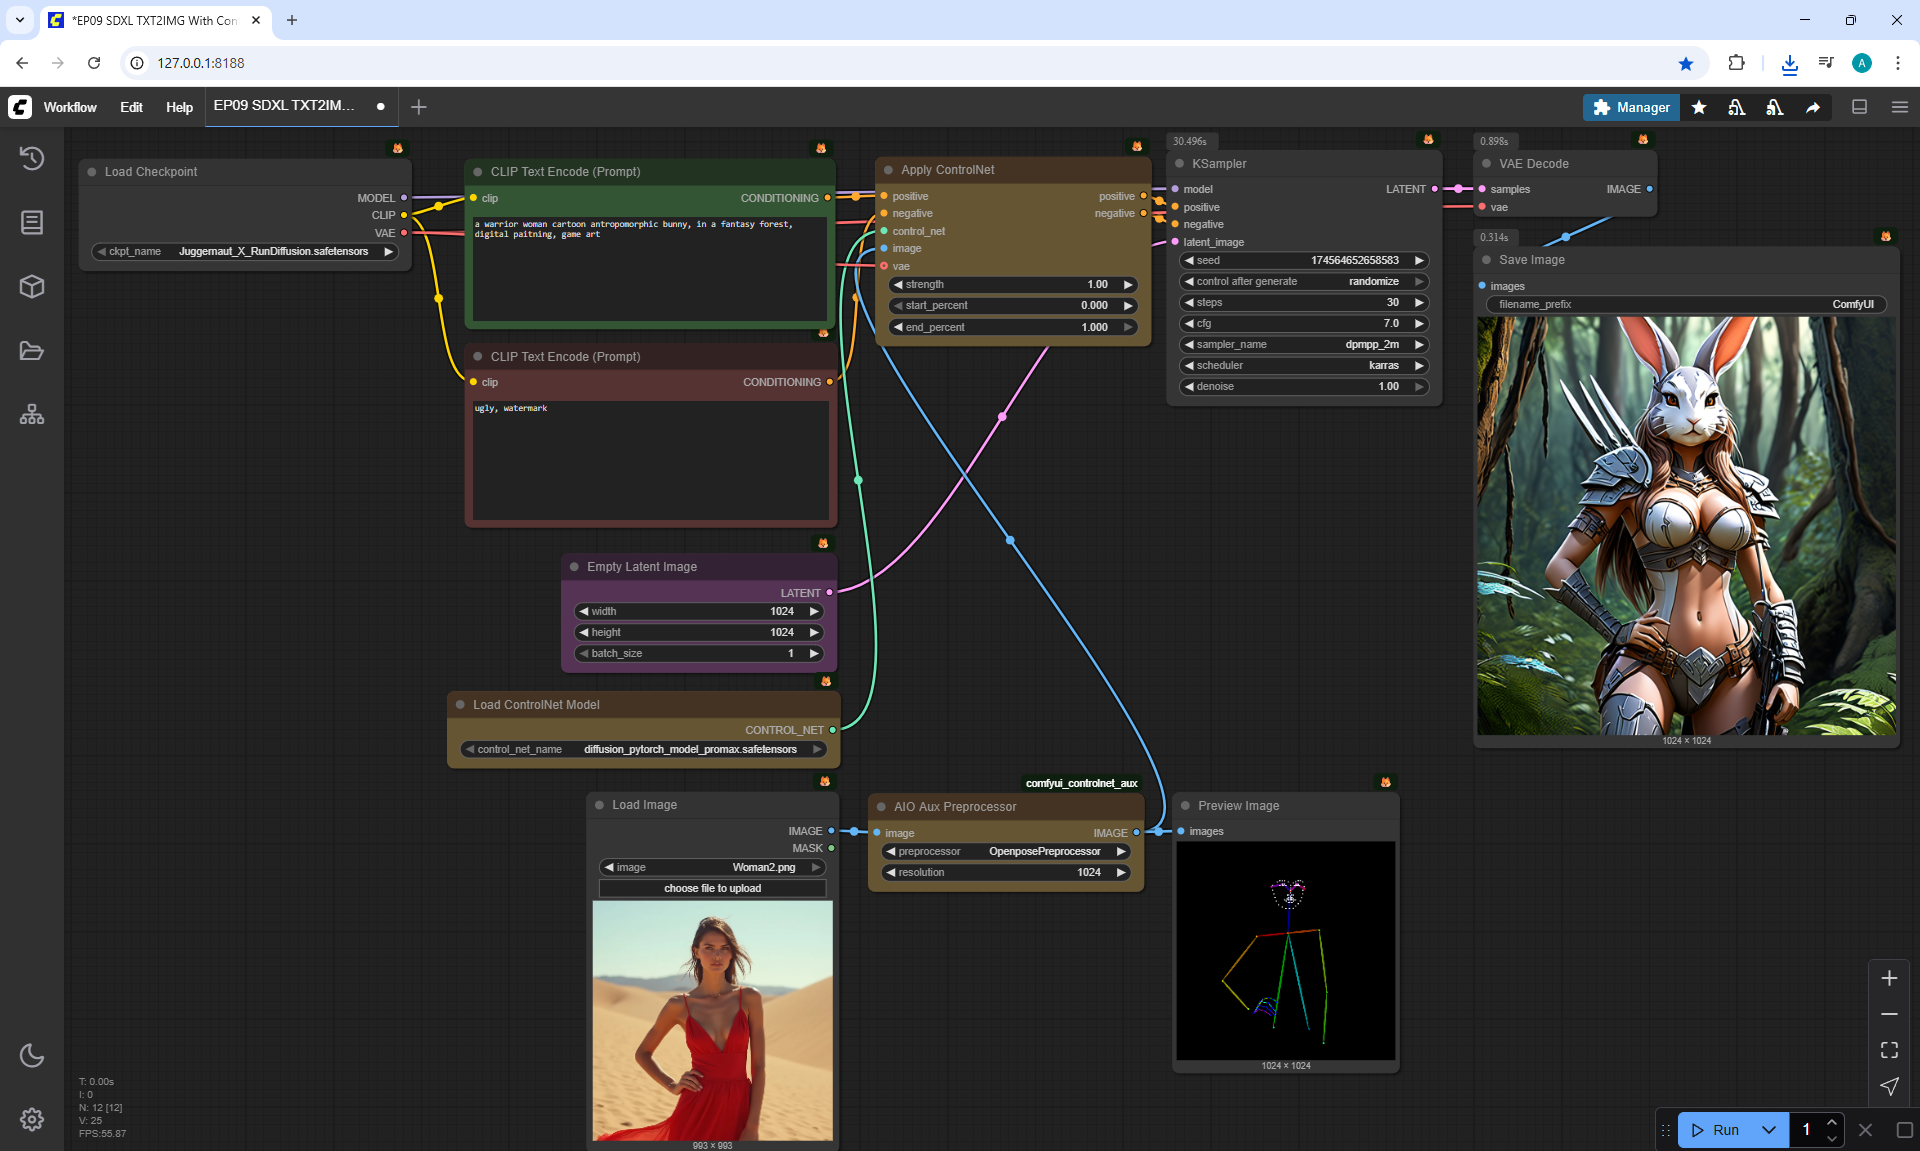 *EP09 SDXL TXT2IMG With Con
127.0.0.1:8188
A
Workflow
Edit
Help
EP09 SDXL TXT2IM...
Manager
Load Checkpoint
MODEL
CLIP
VAE
ckpt_name
Juggernaut_X_RunDiffusion.safetensors
CLIP Text Encode (Prompt)
clip
CONDITIONING
a warrior woman cartoon antropomorphic bunny, in a fantasy forest,
digital paitning, game art
CLIP Text Encode (Prompt)
clip
CONDITIONING
ugly, watermark
Empty Latent Image
LATENT
width
1024
height
1024
batch_size
1
Load ControlNet Model
CONTROL_NET
control_net_name
diffusion_pytorch_model_promax.safetensors
Load Image
IMAGE
MASK
image
Woman2.png
choose file to upload
993 × 993
Apply ControlNet
positive
positive
negative
negative
control_net
image
vae
strength
1.00
start_percent
0.000
end_percent
1.000
comfyui_controlnet_aux
AIO Aux Preprocessor
image
IMAGE
preprocessor
OpenposePreprocessor
resolution
1024
Preview Image
images
1024 × 1024
30.496s
KSampler
model
LATENT
positive
negative
latent_image
seed
174564652658583
control after generate
randomize
steps
30
cfg
7.0
sampler_name
dpmpp_2m
scheduler
karras
denoise
1.00
0.898s
VAE Decode
samples
IMAGE
vae
0.314s
Save Image
images
filename_prefix
ComfyUI
1024 × 1024
T: 0.00s
I: 0
N: 12 [12]
V: 25
FPS:55.87
Run
1